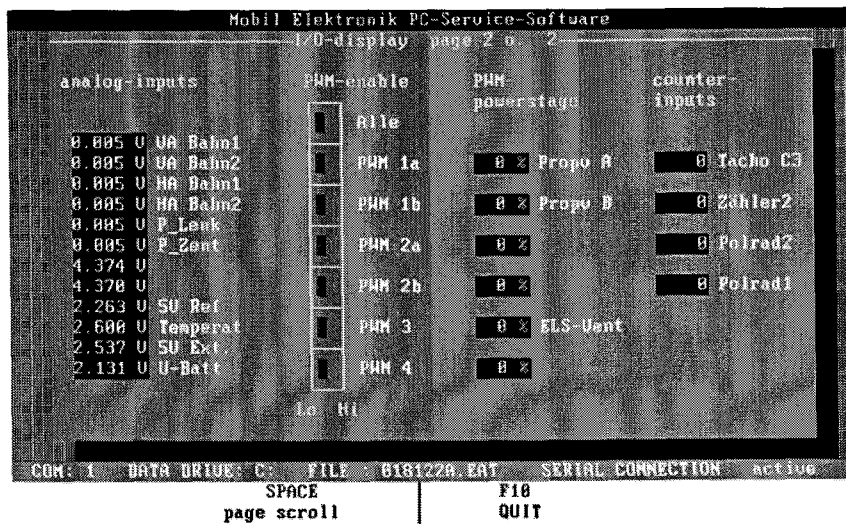 Mobil Elektronik PC-Service-Software
I/O-display page 2 o. 2
analog-inputs PWM-enable PWM-powerstage counter-inputs
Alle
0.005 V VA Bahn1
0.005 V VA Bahn2 PWM 1a 0 % Propv A 0 Tacho C3
0.005 V HA Bahn1
0.005 V HA Bahn2 PWM 1b 0 % Propv B 0 Zähler2
0.005 V P_Lenk
0.005 V P_Zent PWM 2a 0 % 0 Polrad2
4.374 V
4.370 V PWM 2b 0 % 0 Polrad1
2.263 V 5V Ref
2.600 V Temperat PWM 3 0 % ELS-Vent
2.537 V 5V Ext.
2.131 V U-Batt PWM 4 0 %
Lo Hi
COM: 1 DATA DRIVE: C: FILE : 018122A.EAT SERIAL CONNECTION active
SPACE F10
page scroll QUIT